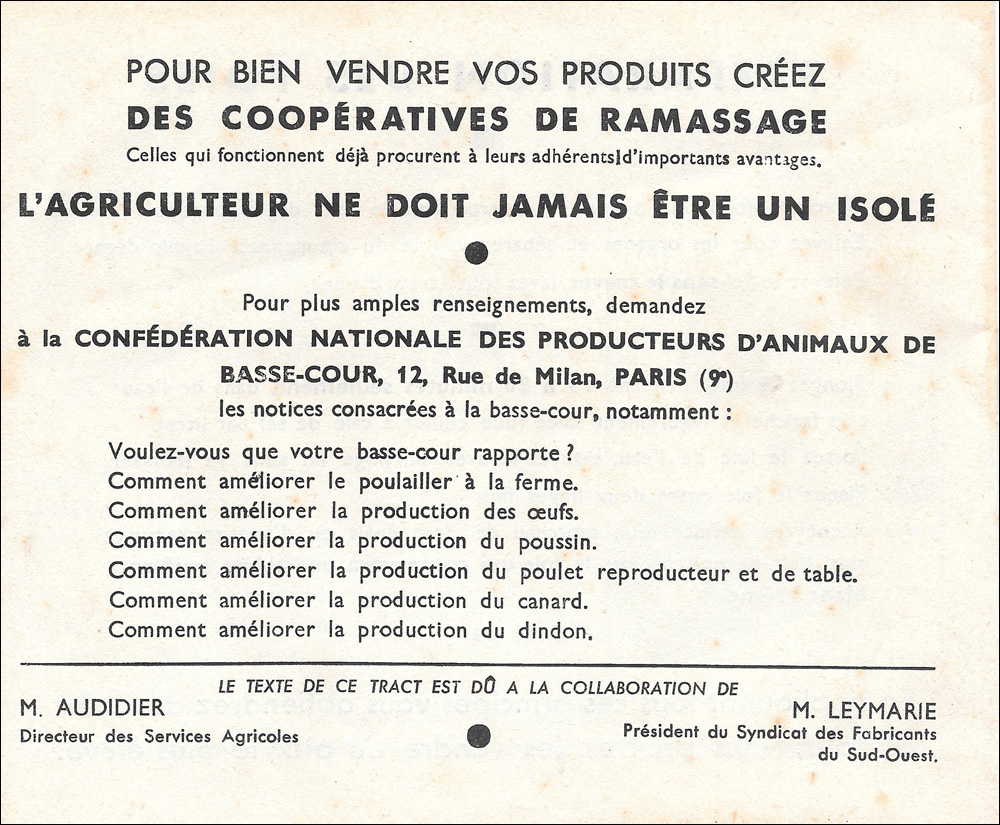 POUR BIEN VENDRE VOS PRODUITS CRÉEZ
DES COOPÉRATIVES DE RAMASSAGE
Celles qui fonctionnent déjà procurent à leurs adhérents d'importants avantages.
L'AGRICULTEUR NE DOIT JAMAIS ÊTRE UN ISOLÉ
Pour plus amples renseignements, demandez
à la CONFÉDÉRATION NATIONALE DES PRODUCTEURS D'ANIMAUX DE
BASSE-COUR, 12, Rue de Milan, PARIS (9e)
les notices consacrées à la basse-cour, notamment :
Voulez-vous que votre basse-cour rapporte ?
Comment améliorer le poulailler à la ferme.
Comment améliorer la production des œufs.
Comment améliorer la production du poussin.
Comment améliorer la production du poulet reproducteur et de table.
Comment améliorer la production du canard.
Comment améliorer la production du dindon.
LE TEXTE DE CE TRACT EST DÛ A LA COLLABORATION DE
M. AUDIDIER
Directeur des Services Agricoles
M. LEYMARIE
Président du Syndicat des Fabricants
du Sud-Ouest.